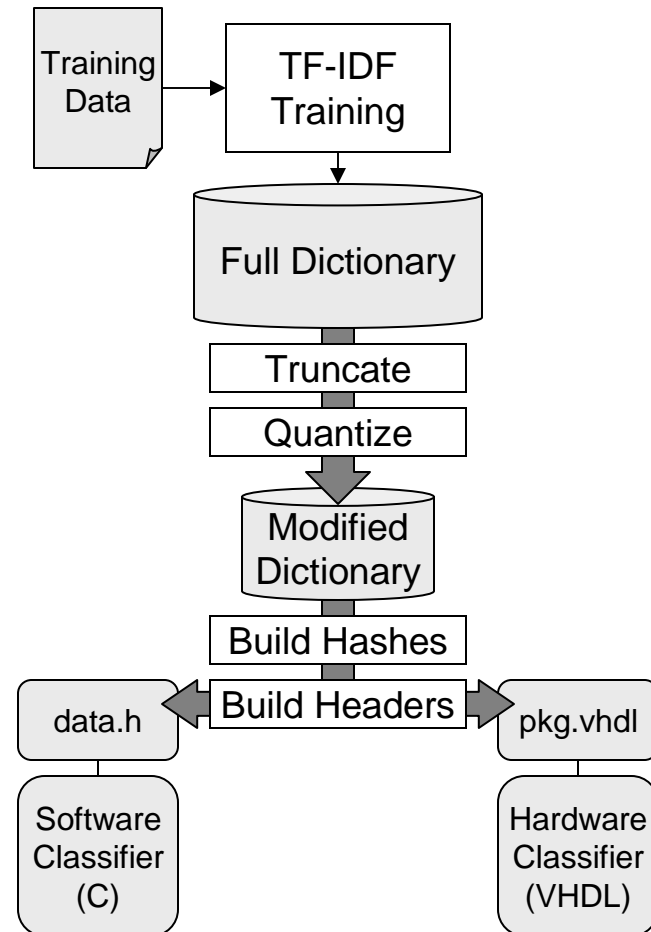 Training
Data
TF-IDF
Training
Full Dictionary
Truncate
Quantize
Modified
Dictionary
Build Hashes
Build Headers
data.h
pkg.vhdl
Software
Classifier
(C)
Hardware
Classifier
(VHDL)